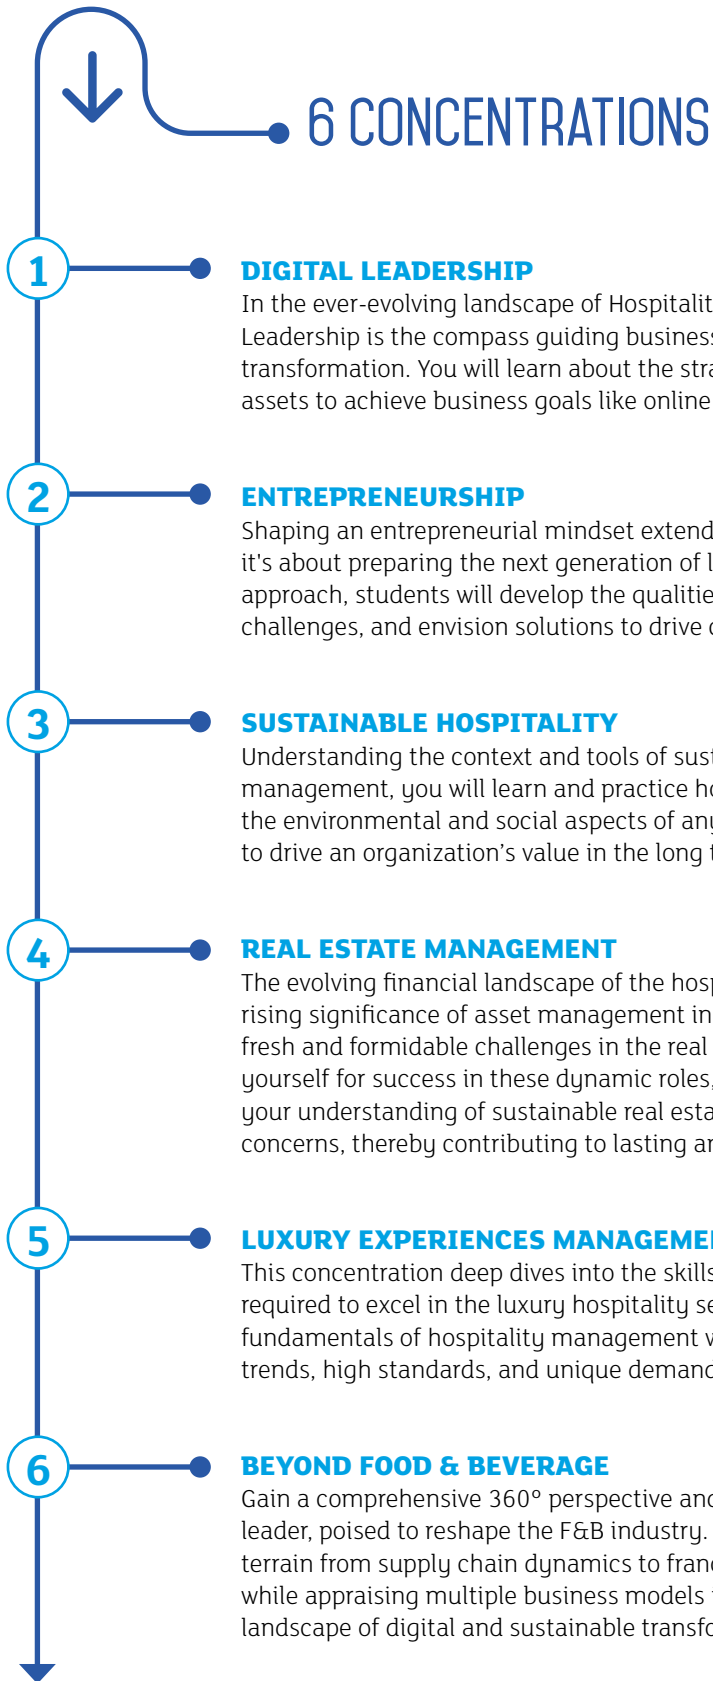 6 CONCENTRATIONS
1
DIGITAL LEADERSHIP
In the ever-evolving landscape of Hospitalit
Leadership is the compass guiding business
transformation. You will learn about the stra
assets to achieve business goals like online
2
ENTREPRENEURSHIP
Shaping an entrepreneurial mindset extend
it's about preparing the next generation of l
approach, students will develop the qualitie
challenges, and envision solutions to drive
3
SUSTAINABLE HOSPITALITY
Understanding the context and tools of sust
management, you will learn and practice ho
the environmental and social aspects of any
to drive an organization’s value in the long t
4
REAL ESTATE MANAGEMENT
The evolving financial landscape of the hosp
rising significance of asset management in
fresh and formidable challenges in the real
yourself for success in these dynamic roles,
your understanding of sustainable real esta
concerns, thereby contributing to lasting an
5
LUXURY EXPERIENCES MANAGEMEN
This concentration deep dives into the skills
required to excel in the luxury hospitality se
fundamentals of hospitality management w
trends, high standards, and unique demand
6
BEYOND FOOD & BEVERAGE
Gain a comprehensive 360° perspective and
leader, poised to reshape the F&B industry.
terrain from supply chain dynamics to franc
while appraising multiple business models
landscape of digital and sustainable transfo